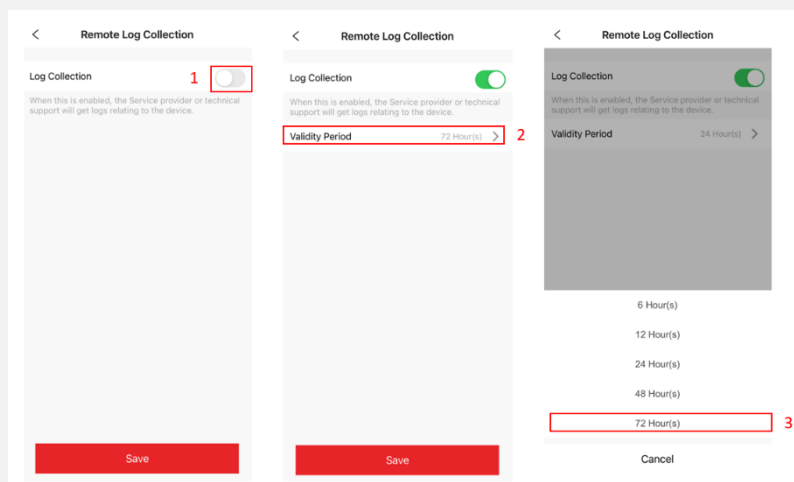 Remote Log Collection
Log Collection
1
When this is enabled, the Service provider or technical
support will get logs relating to the device.
Save
Remote Log Collection
Log Collection
When this is enabled, the Service provider or technical
support will get logs relating to the device.
Validity Period 72 Hour(s)
2
Save
Remote Log Collection
Log Collection
When this is enabled, the Service provider or technical
support will get logs relating to the device.
Validity Period 24 Hour(s)
6 Hour(s)
12 Hour(s)
24 Hour(s)
48 Hour(s)
72 Hour(s)
3
Cancel